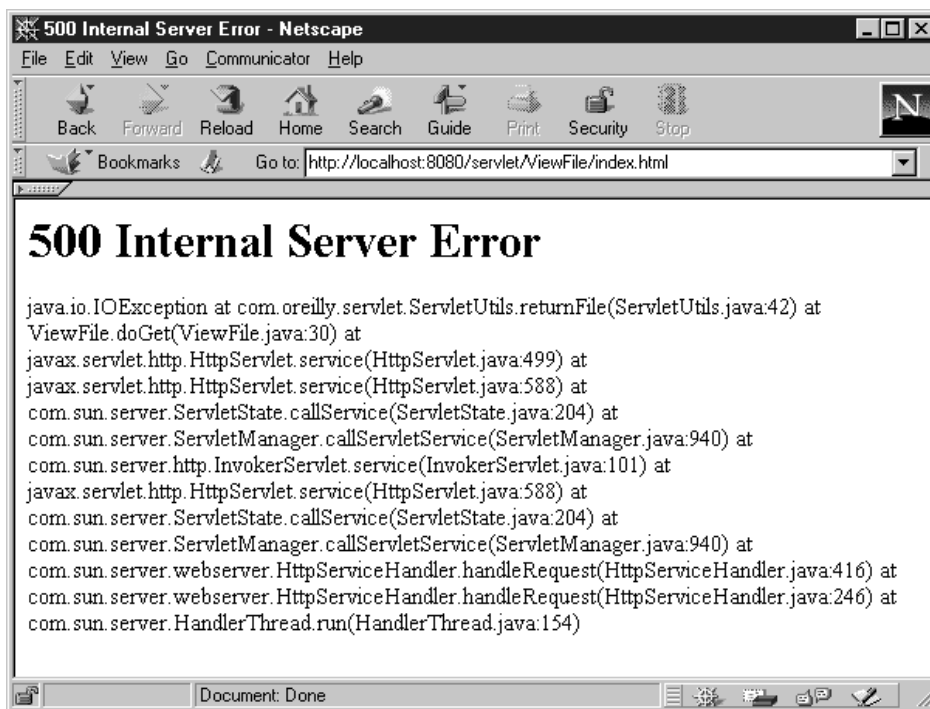 500 Internal Server Error - Netscape
File Edit View Go Communicator Help
Back Forward Reload Home Search Guide Print Security Stop
N
Bookmarks Go to: http://localhost:8080/servlet/ViewFile/index.html
500 Internal Server Error
java.io.IOException at com.oreilly.servlet.ServletUtils.returnFile(ServletUtils.java:42) at
ViewFile.doGet(ViewFile.java:30) at
javax.servlet.http.HttpServlet.service(HttpServlet.java:499) at
javax.servlet.http.HttpServlet.service(HttpServlet.java:588) at
com.sun.server.ServletState.callService(ServletState.java:204) at
com.sun.server.ServletManager.callServletService(ServletManager.java:940) at
com.sun.server.http.InvokerServlet.service(InvokerServlet.java:101) at
javax.servlet.http.HttpServlet.service(HttpServlet.java:588) at
com.sun.server.ServletState.callService(ServletState.java:204) at
com.sun.server.ServletManager.callServletService(ServletManager.java:940) at
com.sun.server.webserver.HttpServiceHandler.handleRequest(HttpServiceHandler.java:416) at
com.sun.server.webserver.HttpServiceHandler.handleRequest(HttpServiceHandler.java:246) at
com.sun.server.HandlerThread.run(HandlerThread.java:154)
Document: Done